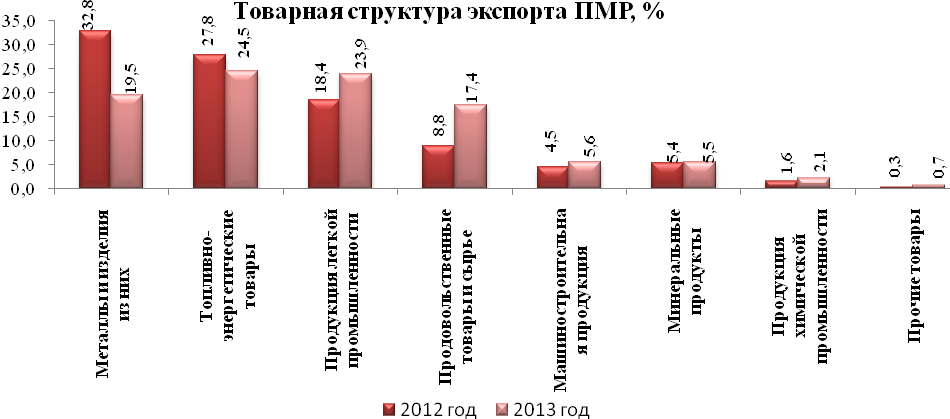 Товарная структура экспорта ПМР, %
35,0
30,0
25,0
20,0
15,0
10,0
5,0
0,0
32,8
19,5
27,8
24,5
18,4
23,9
8,8
17,4
4,5
5,6
5,4
5,5
1,6
2,1
0,3
0,7
Металлы и изделия
из них
Топливно-
энергетические
товары
Продукция легкой
промышленности
Продовольственные
товары и сырье
Машиностроительна
я продукция
Минеральные
продукты
Продукция
химической
промышленности
Прочие товары
2012 год
2013 год